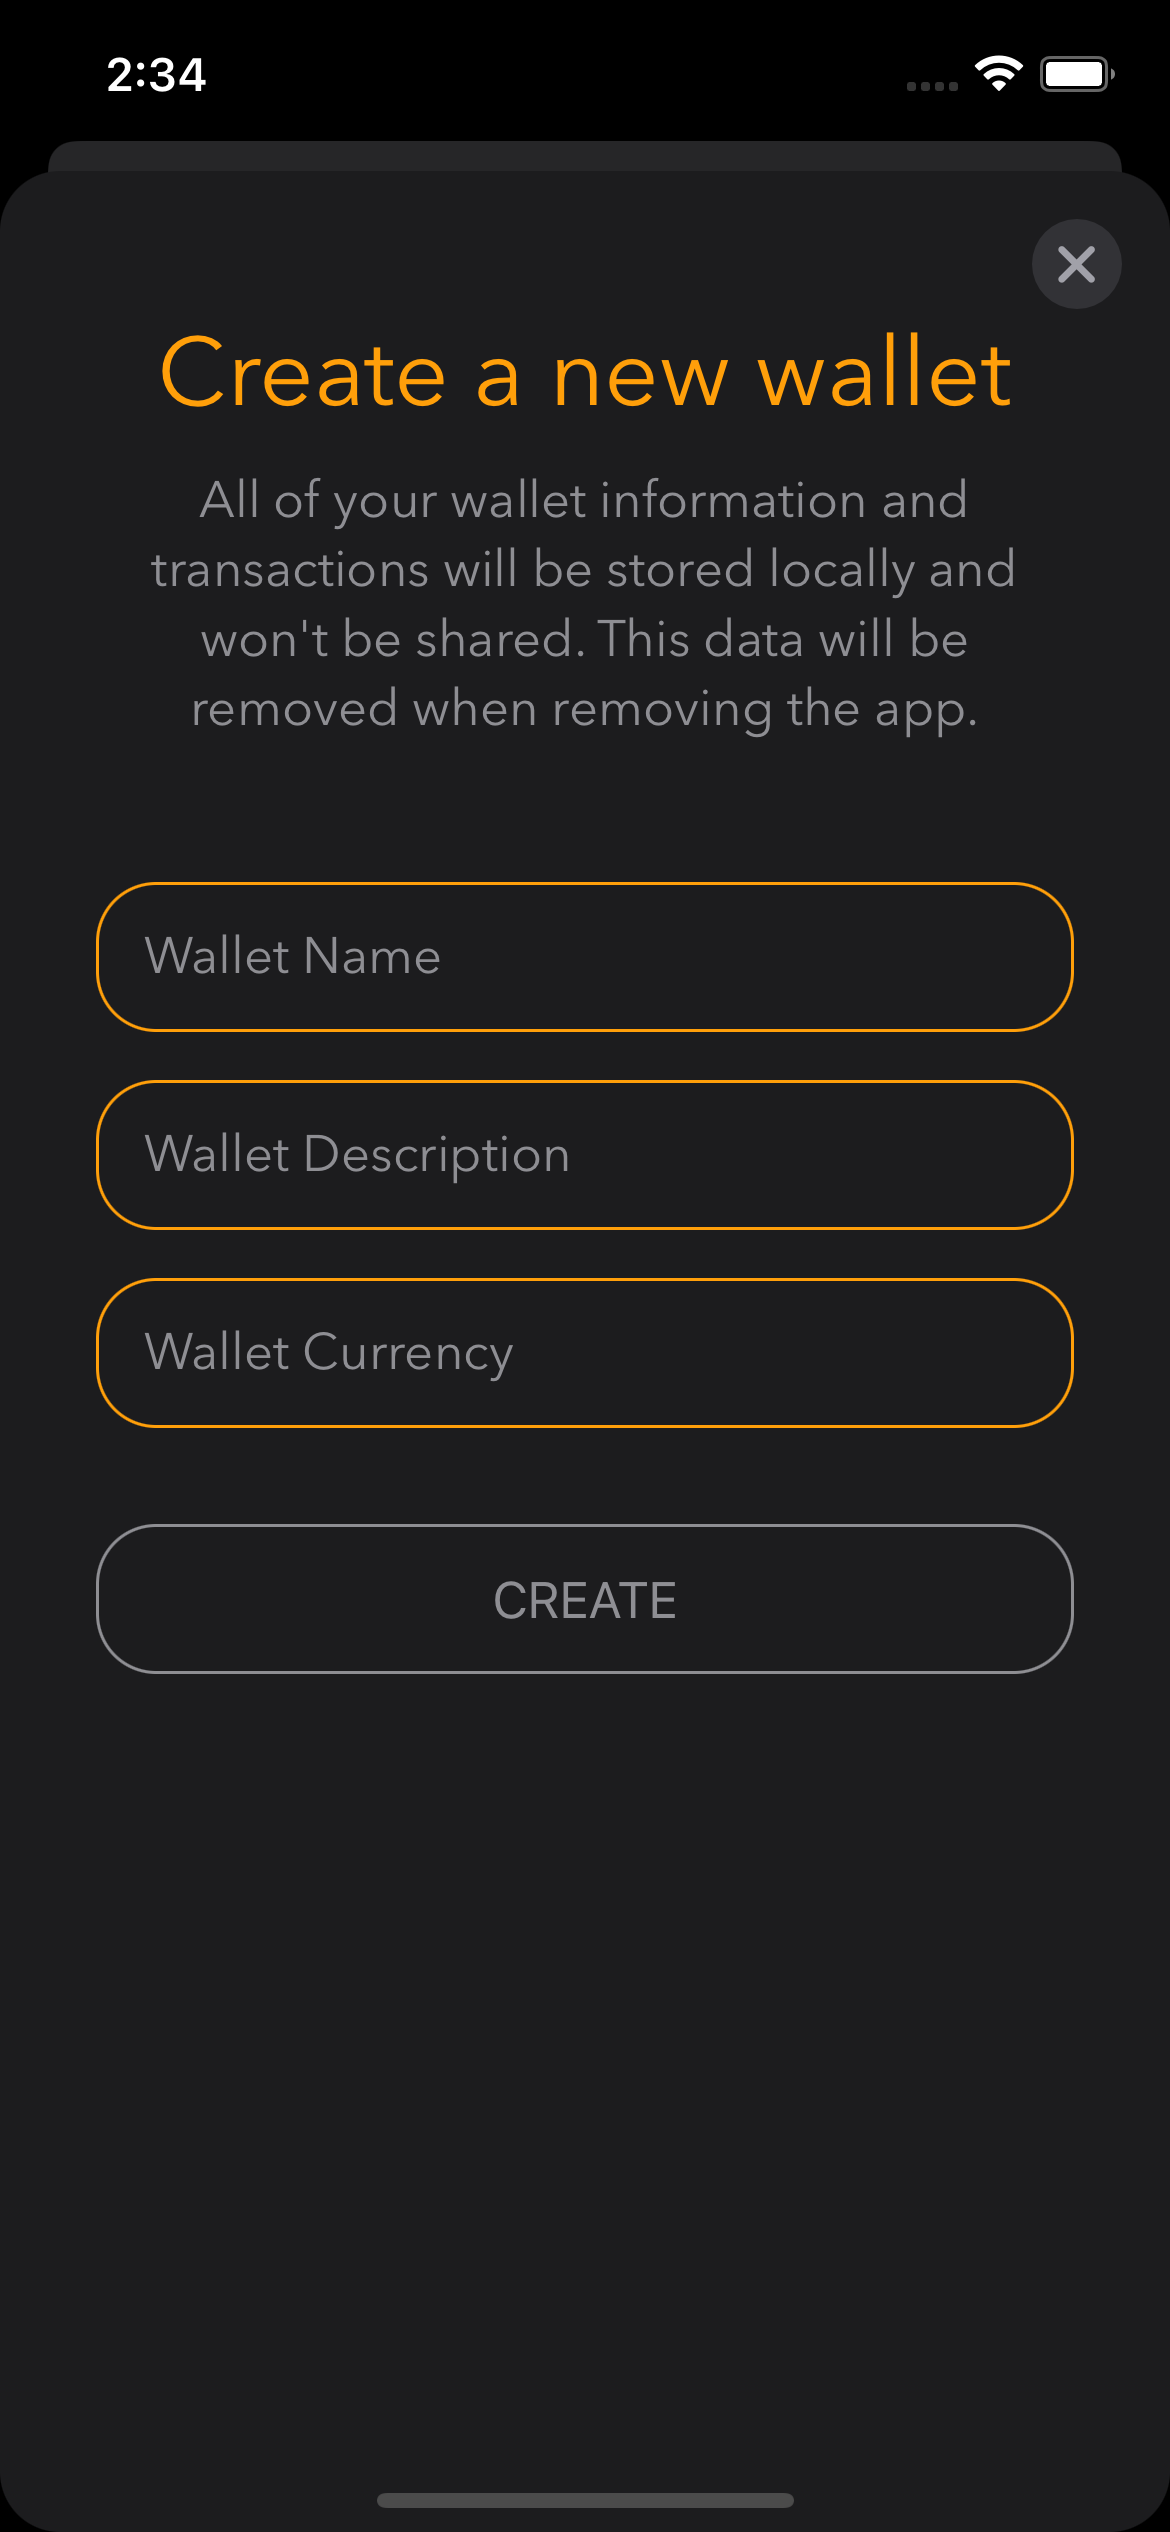 2:34
Create a new wallet
All of your wallet information and
transactions will be stored locally and
won't be shared. This data will be
removed when removing the app.
Wallet Name
Wallet Description
Wallet Currency
CREATE